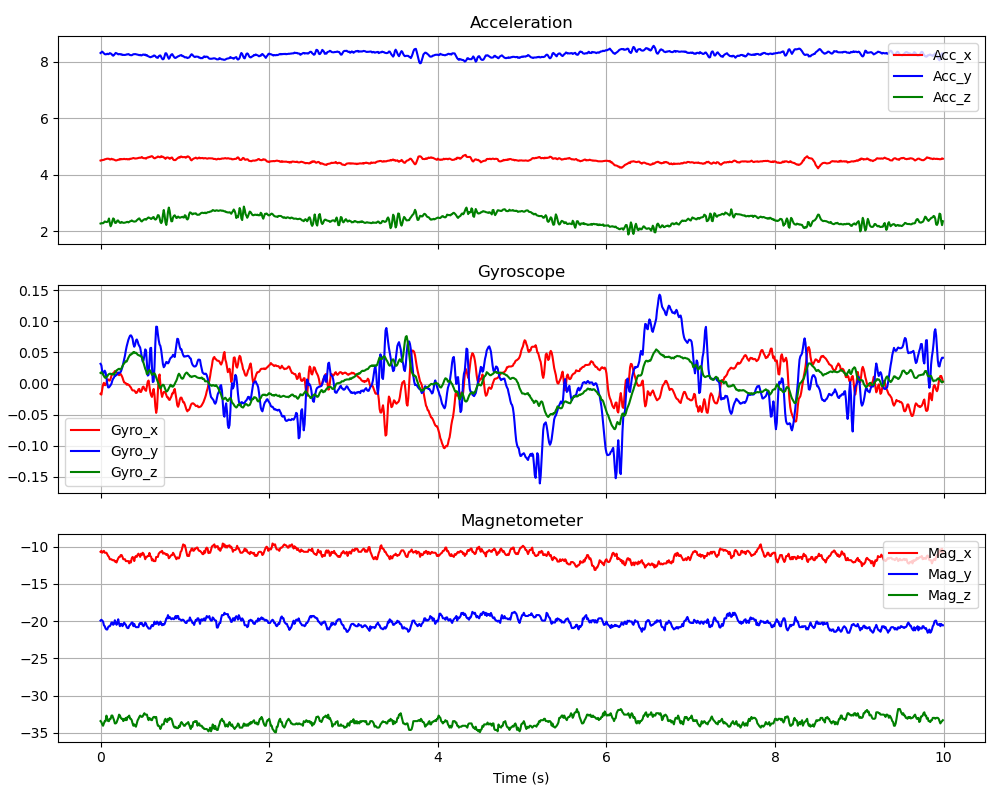 Acceleration
8
6
4
2
Acc_x
Acc_y
Acc_z
Gyroscope
0.15
0.10
0.05
0.00
−0.05
−0.10
−0.15
Gyro_x
Gyro_y
Gyro_z
Magnetometer
−10
−15
−20
−25
−30
−35
Mag_x
Mag_y
Mag_z
0 2 4 6 8 10
Time (s)